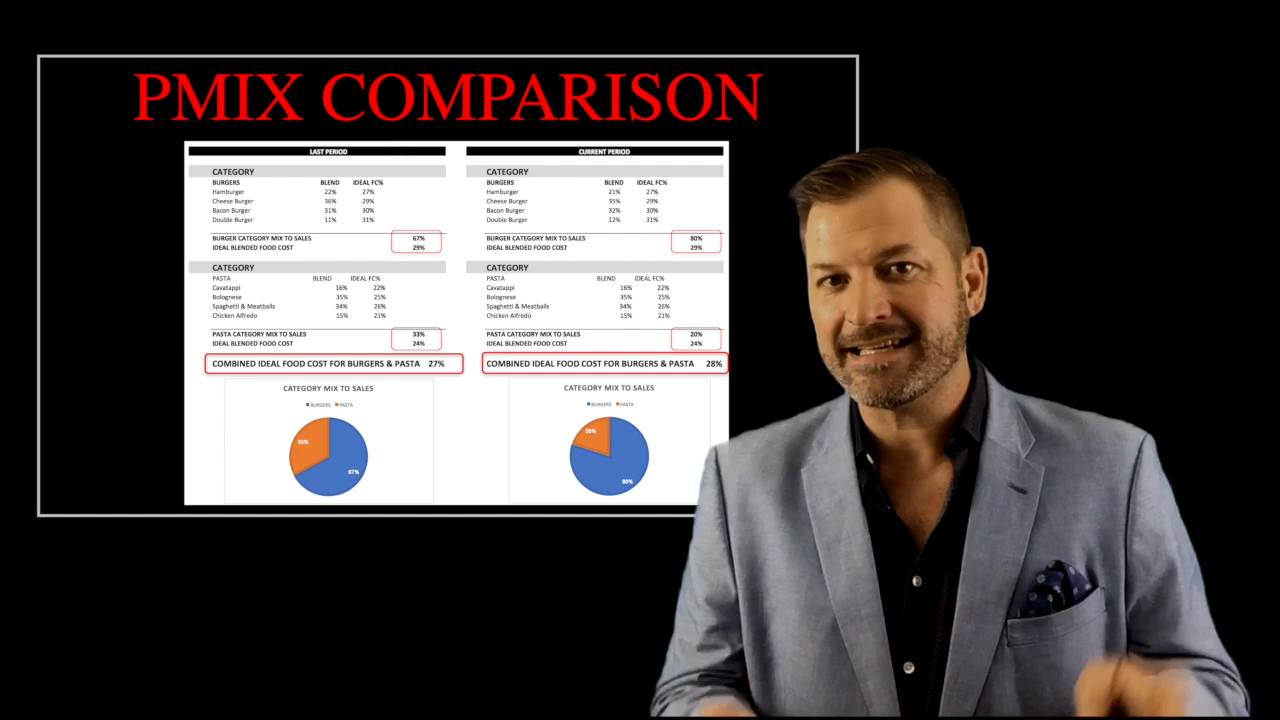 PMIX COMPARISON
LAST PERIOD
CATEGORY
BURGERS BLEND IDEAL FC%
Hamburger 22% 27%
Cheese Burger 36% 29%
Bacon Burger 31% 30%
Double Burger 11% 31%
BURGER CATEGORY MIX TO SALES 67%
IDEAL BLENDED FOOD COST 29%
CATEGORY
PASTA BLEND IDEAL FC%
Cavatappi 16% 22%
Bolognese 35% 25%
Spaghetti & Meatballs 34% 26%
Chicken Alfredo 15% 21%
PASTA CATEGORY MIX TO SALES 33%
IDEAL BLENDED FOOD COST 24%
COMBINED IDEAL FOOD COST FOR BURGERS & PASTA 27%
CATEGORY MIX TO SALES
BURGERS PASTA
33%
67%
CURRENT PERIOD
CATEGORY
BURGERS BLEND IDEAL FC%
Hamburger 21% 27%
Cheese Burger 35% 29%
Bacon Burger 32% 30%
Double Burger 12% 31%
BURGER CATEGORY MIX TO SALES 80%
IDEAL BLENDED FOOD COST 29%
CATEGORY
PASTA BLEND IDEAL FC%
Cavatappi 16% 22%
Bolognese 35% 25%
Spaghetti & Meatballs 34% 26%
Chicken Alfredo 15% 21%
PASTA CATEGORY MIX TO SALES 20%
IDEAL BLENDED FOOD COST 24%
COMBINED IDEAL FOOD COST FOR BURGERS & PASTA 28%
CATEGORY MIX TO SALES
BURGERS PASTA
20%
80%